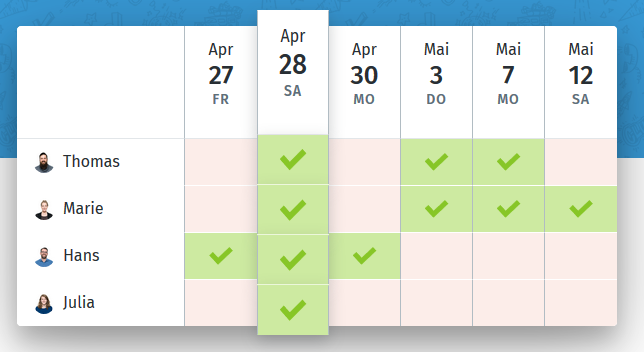 Apr Apr Apr Mai Mai Mai
27 28 30 3 7 12
FR SA MO DO MO SA
Thomas
Marie
Hans
Julia